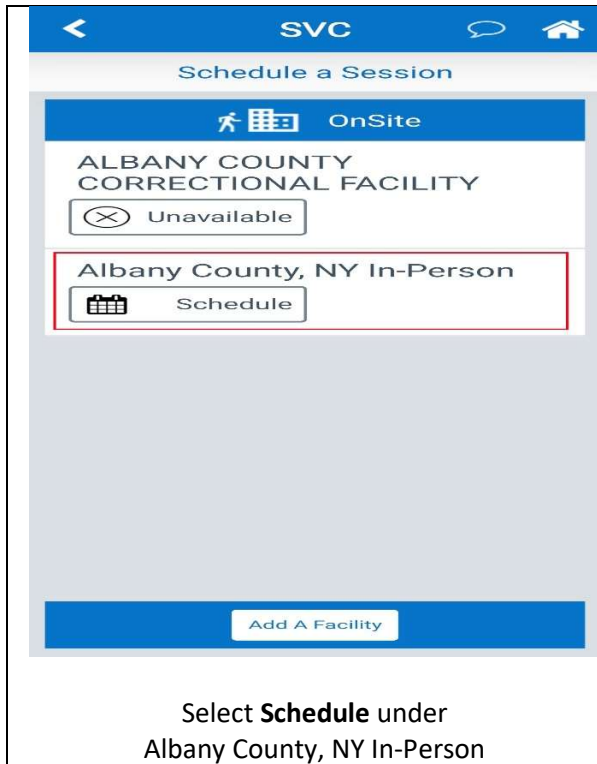 SVC
Schedule a Session
OnSite
ALBANY COUNTY
CORRECTIONAL FACILITY
Unavailable
Albany County, NY In-Person
Schedule
Add A Facility
Select Schedule under
Albany County, NY In-Person